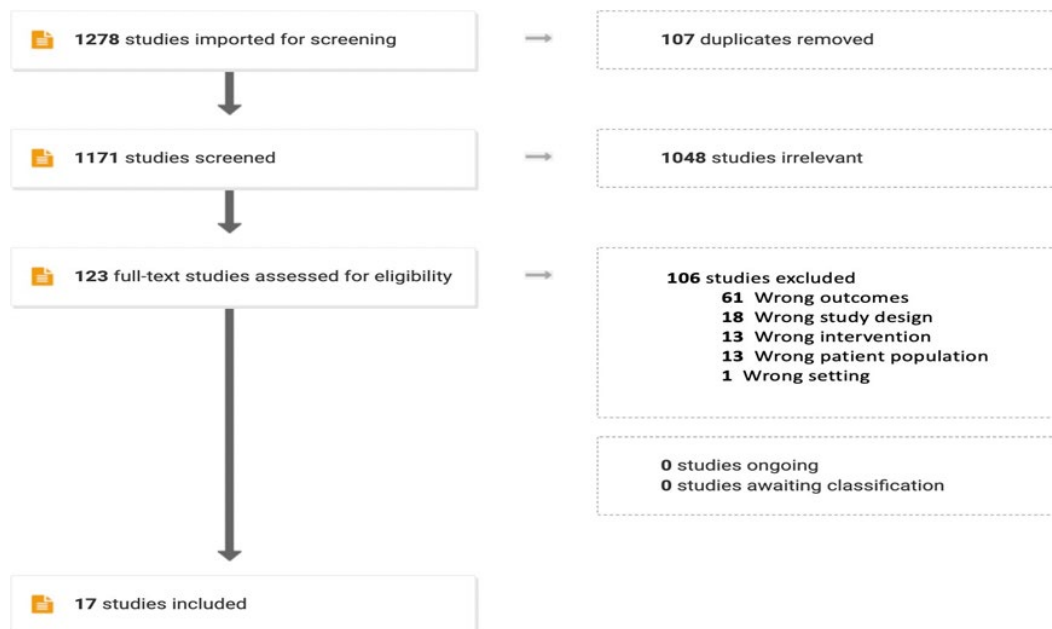 1278 studies imported for screening
107 duplicates removed
1171 studies screened
1048 studies irrelevant
123 full-text studies assessed for eligibility
106 studies excluded
61 Wrong outcomes
18 Wrong study design
13 Wrong intervention
13 Wrong patient population
1 Wrong setting
0 studies ongoing
0 studies awaiting classification
17 studies included